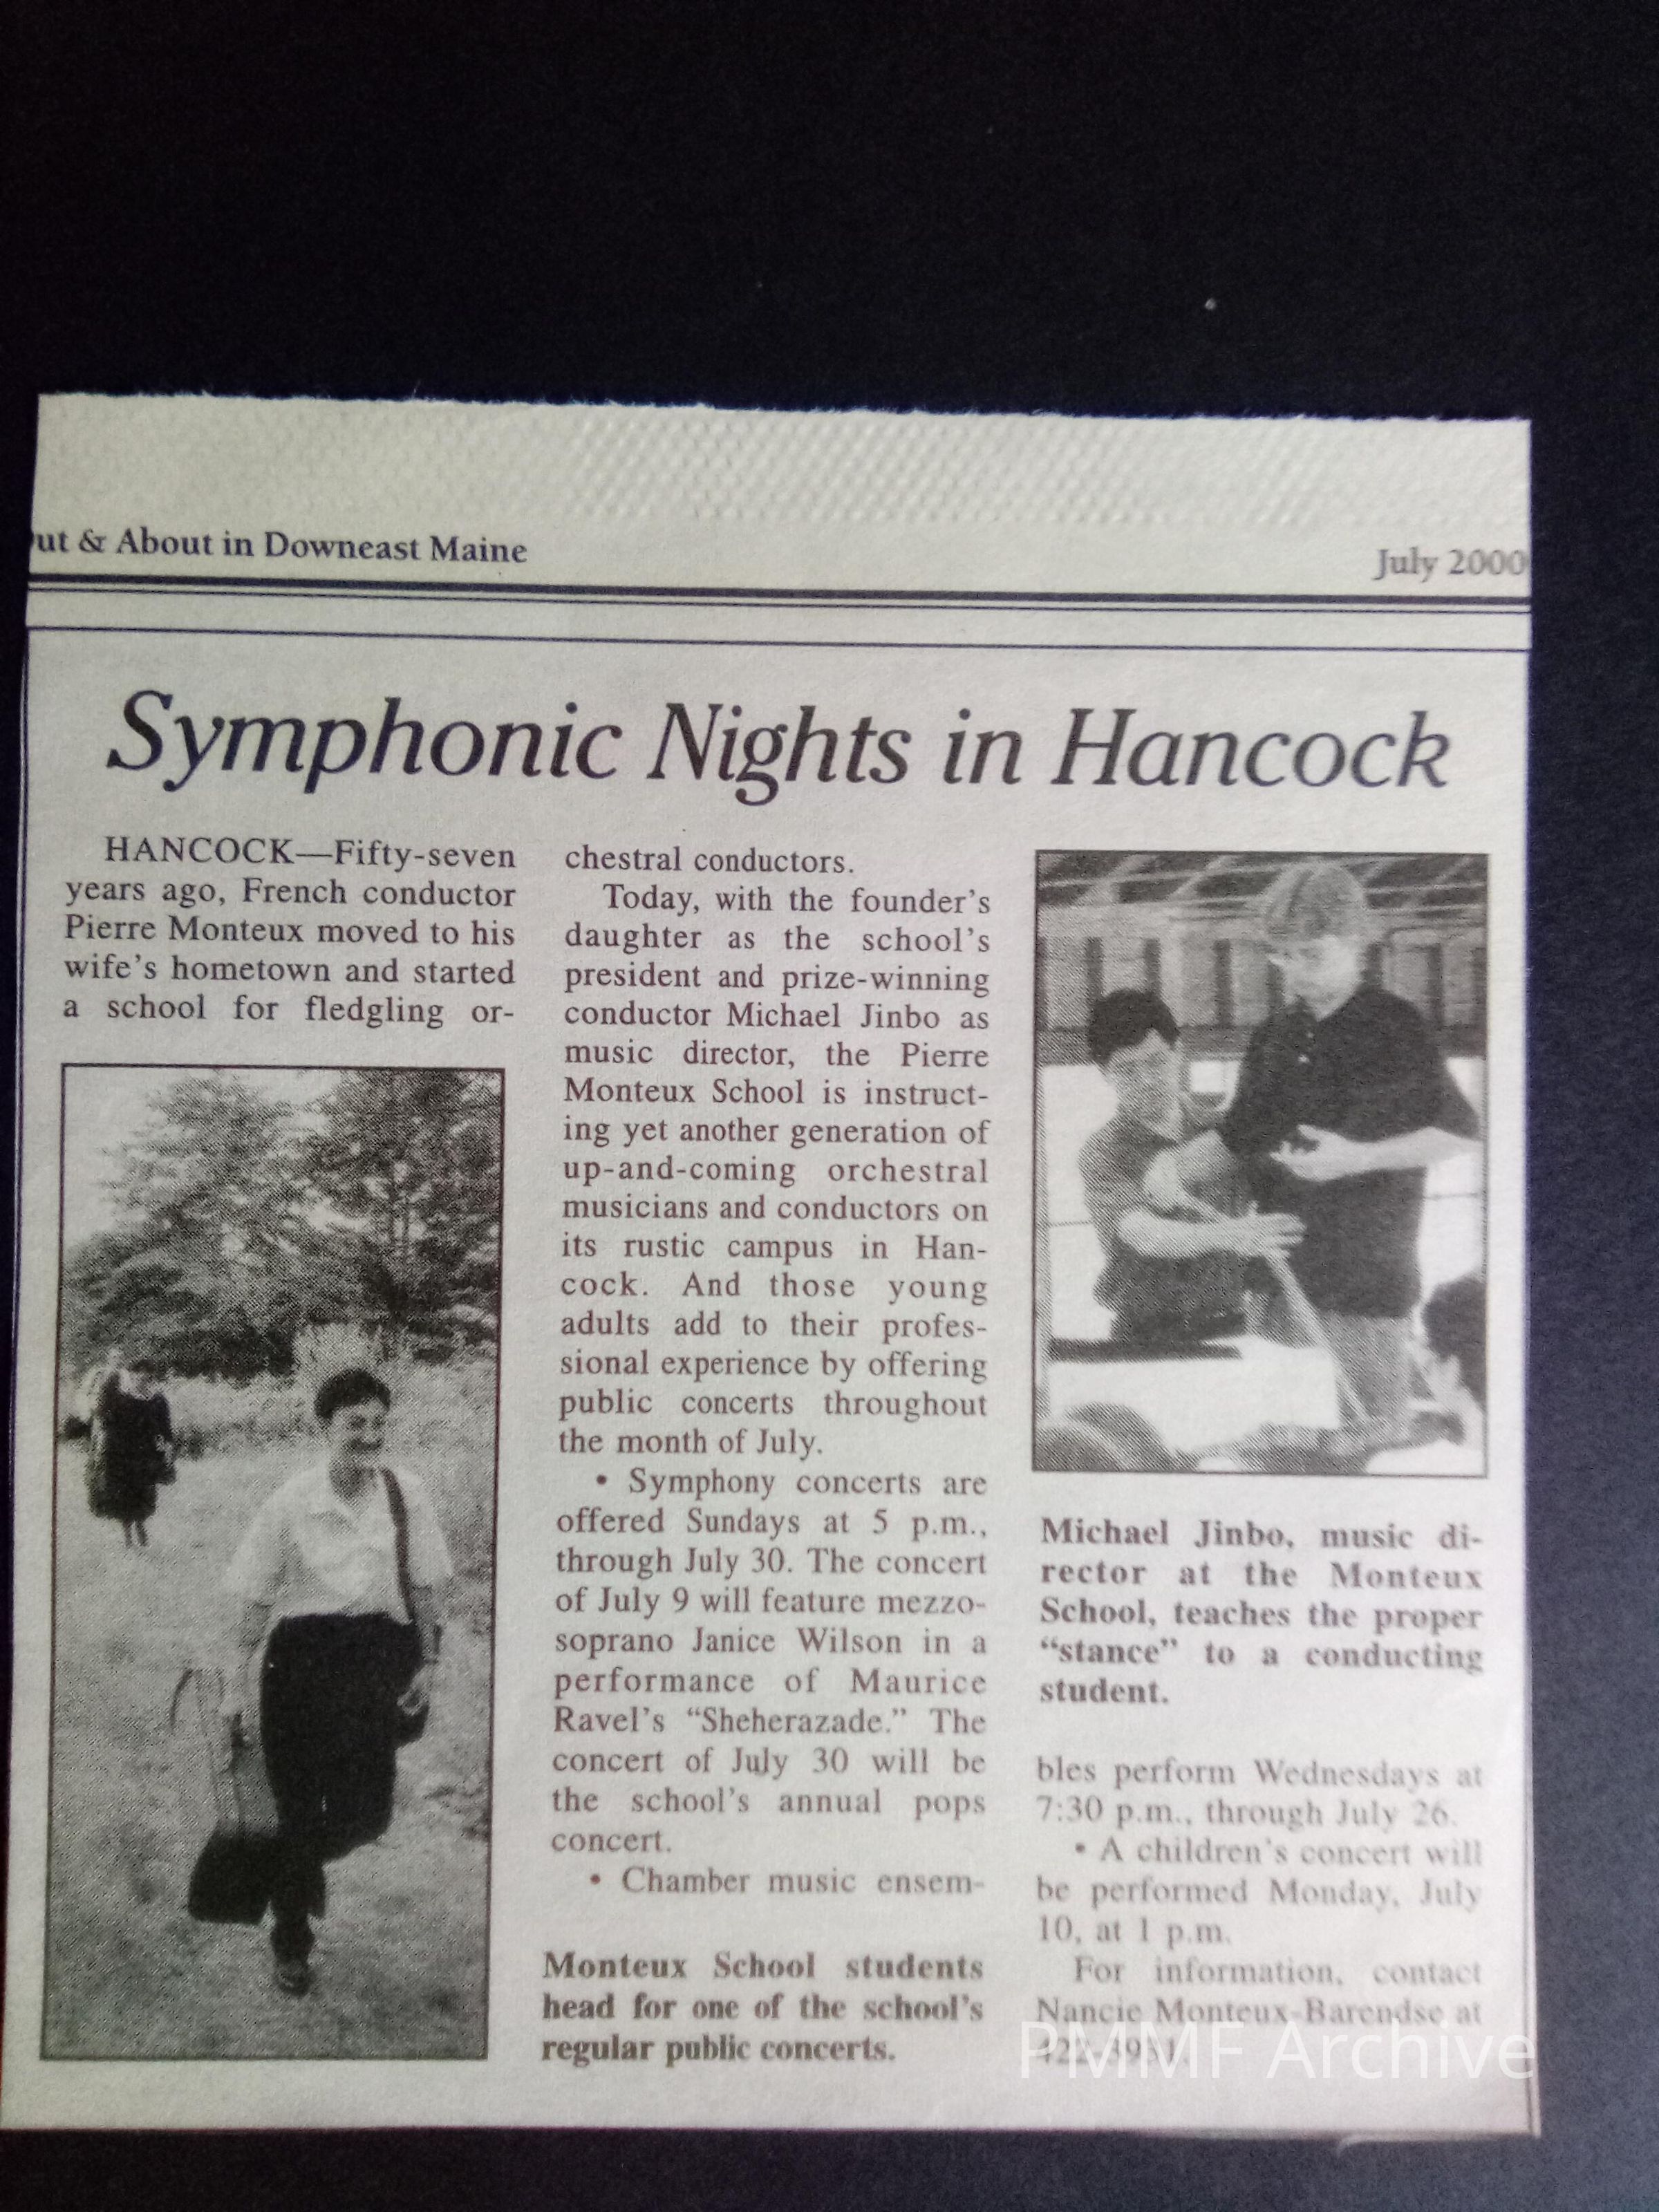 ut & About in Downeast Maine
July 2000
Symphonic Nights in Hancock
HANCOCK—Fifty-seven
years ago, French conductor
Pierre Monteux moved to his
wife's hometown and started
a school for fledgling or-
chestral conductors.
Today, with the founder's
daughter as the school's
president and prize-winning
conductor Michael Jinbo as
music director, the Pierre
Monteux School is instruct-
ing yet another generation of
up-and-coming orchestral
musicians and conductors on
its rustic campus in Han-
cock. And those young
adults add to their profes-
sional experience by offering
public concerts throughout
the month of July.
• Symphony concerts are
offered Sundays at 5 p.m.,
through July 30. The concert
of July 9 will feature mezzo-
soprano Janice Wilson in a
performance of Maurice
Ravel's “Sheherazade.” The
concert of July 30 will be
the school's annual pops
concert.
• Chamber music ensem-
Monteux School students
head for one of the school's
regular public concerts.
Michael Jinbo, music di-
rector at the Monteux
School, teaches the proper
“stance” to a conducting
student.
bles perform Wednesdays at
7:30 p.m., through July 26.
• A children's concert will
be performed Monday, July
10, at 1 p.m.
For information, contact
Nancie Monteux-Barendse at
PMMF Archive